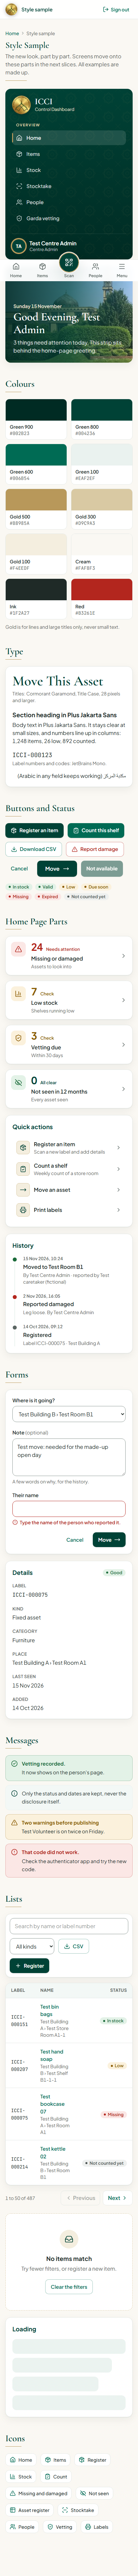 Style sample
Sign out
Home › Style sample
Style Sample
The new look, part by part. Screens move onto these parts in the next slices. All examples are made up.
ICCI
Control Dashboard
OVERVIEW
Home
Items
Stock
Stocktake
People
Garda vetting
TA
Test Centre Admin
Centre Admin
Home
Items
Scan
People
Menu
Sunday 15 November
Good Evening, Test Admin
3 things need attention today. This strip sits behind the home-page greeting.
Colours
Green 900
Green 800
#004236
Green 600
Green 100
#EAF2EF
Gold 500
Gold 300
#D9C9A3
Gold 100
#F4EEDF
Cream
#FAF8F3
Ink
#1F2A27
Red
Gold is for lines and large titles only, never small text.
Type
Move This Asset
Titles: Cormorant Garamond, Title Case, 28 pixels and larger.
Section heading in Plus Jakarta Sans
Body text is set in Plus Jakarta Sans, sentence case, medium weight. Numbers line up in columns: 1,248 items, 26 low, 892 counted.
ICCI-000123
Label numbers and codes: JetBrains Mono
(Arabic in any field keeps working)
Buttons and Status
Register an item
Count this shelf
Download CSV
Report damage
Cancel
Move
Not available
In stock
Valid
Low
Due soon
Missing
Expired
Not counted yet
Home Page Parts
24 Needs attention
Missing or damaged
Assets to look into
7 Check
Low stock
Shelves running low
3 Check
Vetting due
Within 30 days
0 All clear
Not seen in 12 months
Every asset seen
Quick actions
Register an item
Scan a new label and add details
Count a shelf
Weekly count of a store room
Move an asset
Print labels
History
15 Nov 2026, 10:24
Moved to Test Room B1
By Test Centre Admin · reported by Test caretaker (fictional)
2 Nov 2026, 16:05
Reported damaged
Leg loose. By Test Centre Admin
14 Oct 2026, 09:12
Registered
Label ICCI-000075 · Test Building A
Forms
Where is it going?
Test Building B › Test Room B1
Note (optional)
Test move: needed for the made-up open day
A few words on why, for the history.
Their name
Type the name of the person who reported it.
Cancel
Move
Details
Good
LABEL
ICCI-000075
KIND
Fixed asset
CATEGORY
Furniture
PLACE
Test Building A › Test Room A1
LAST SEEN
15 Nov 2026
ADDED
14 Oct 2026
Messages
Vetting recorded.
It now shows on the person's page.
Only the status and dates are kept, never the disclosure itself.
Two warnings before publishing
Test Volunteer is on twice on Friday.
That code did not work.
Check the authenticator app and try the new code.
Lists
Search by name or label number
All kinds
CSV
Register
LABEL NAME STATUS
Test bin bags
Test Building A › Test Store Room A1-1
In stock
Test hand soap
Test Building B › Test Shelf B1-1-1
Low
ICCI-000075
Test bookcase 07
Test Building A › Test Room A1
Missing
ICCI-000214
Test kettle 02
Test Building B › Test Room B1
Not counted yet
1 to 50 of 487
Previous
Next
No items match
Try fewer filters, or register a new item.
Clear the filters
Loading
Icons
Home
Items
Register
Stock
Count
Missing and damaged
Not seen
Asset register
Stocktake
People
Vetting
Labels